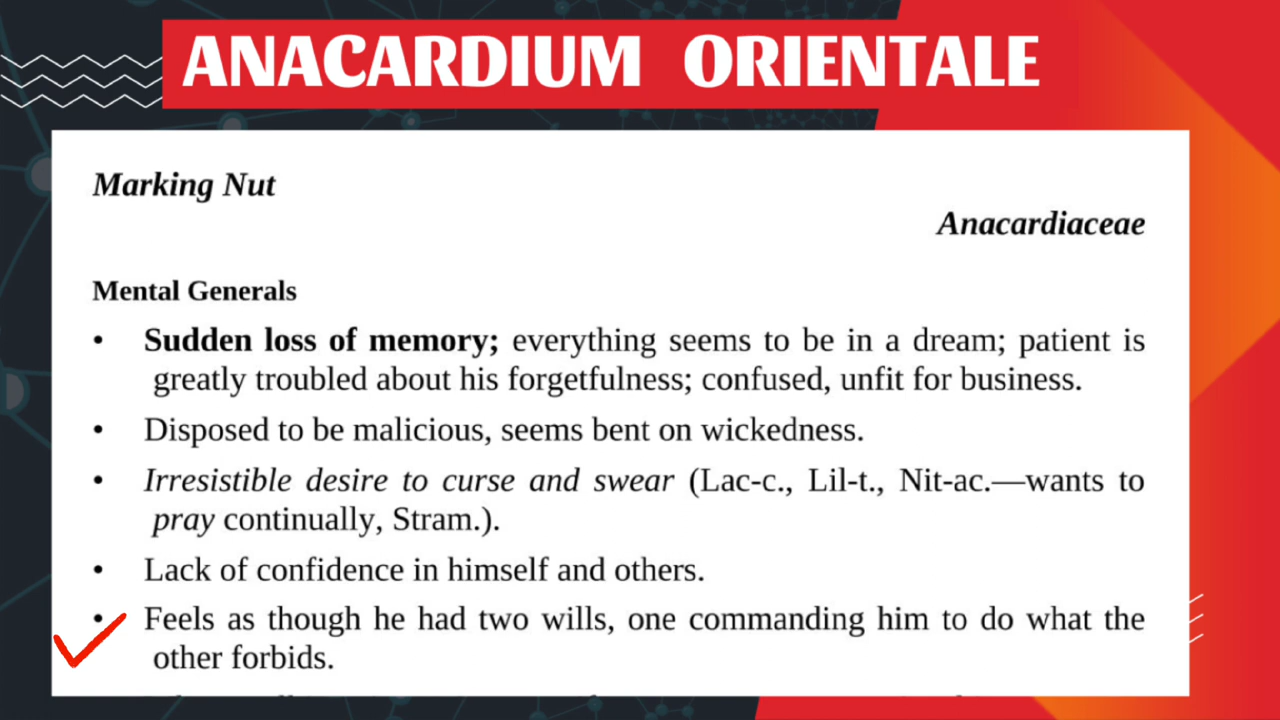 ANACARDIUM ORIENTALE
Marking Nut
Anacardiaceae
Mental Generals
• Sudden loss of memory; everything seems to be in a dream; patient is
greatly troubled about his forgetfulness; confused, unfit for business.
• Disposed to be malicious, seems bent on wickedness.
• Irresistible desire to curse and swear (Lac-c., Lil-t., Nit-ac.—wants to
pray continually, Stram.).
• Lack of confidence in himself and others.
• Feels as though he had two wills, one commanding him to do what the
other forbids.